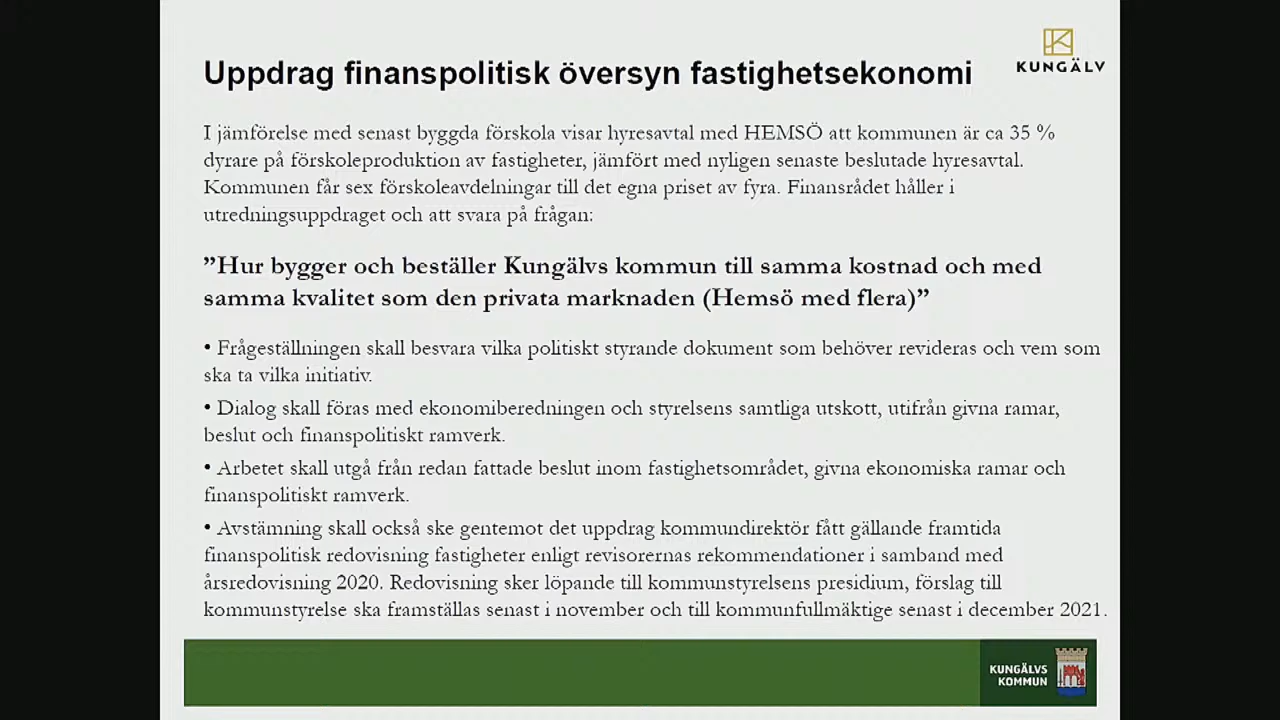 Uppdrag finanspolitisk översyn fastighetsekonomi
KUNGÄLV
I jämförelse med senast byggda förskola visar hyresavtal med HEMSÖ att kommunen är ca 35 %
dyrare på förskoleproduktion av fastigheter, jämfört med nyligen senaste beslutade hyresavtal.
Kommunen får sex förskoleavdelningar till det egna priset av fyra. Finansrådet håller i
utredningsuppdraget och att svara på frågan:
”Hur bygger och beställer Kungälvs kommun till samma kostnad och med
samma kvalitet som den privata marknaden (Hemsö med flera)”
• Frågeställningen skall besvara vilka politiskt styrande dokument som behöver revideras och vem som
ska ta vilka initiativ.
• Dialog skall föras med ekonomiberedningen och styrelsens samtliga utskott, utifrån givna ramar,
beslut och finanspolitiskt ramverk.
• Arbetet skall utgå från redan fattade beslut inom fastighetsområdet, givna ekonomiska ramar och
finanspolitiskt ramverk.
• Avstämning skall också ske gentemot det uppdrag kommundirektör fått gällande framtida
finanspolitisk redovisning fastigheter enligt revisorernas rekommendationer i samband med
årsredovisning 2020. Redovisning sker löpande till kommunstyrelsens presidium, förslag till
kommunstyrelse ska framställas senast i november och till kommunfullmäktige senast i december 2021.
KUNGÄLVS
KOMMUN